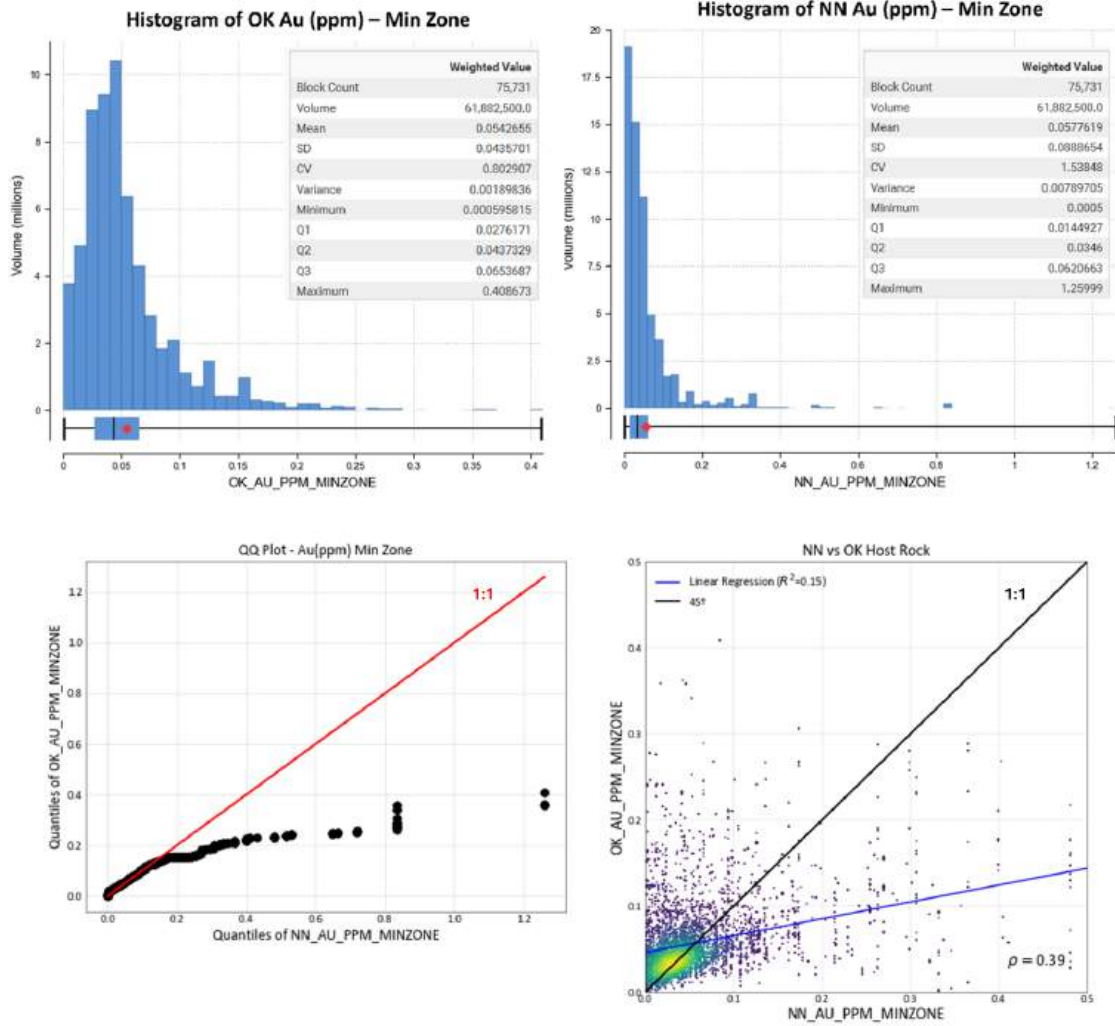 Histogram of OK Au (ppm) – Min Zone
Volume (millions)
10
8
6
4
2
0
Weighted Value
Block Count 75,731
Volume 61,882,500.0
Mean 0.0542655
SD 0.0435701
CV 0.802907
Variance 0.00189836
Minimum 0.000595815
Q1 0.0276171
Q2 0.0437329
Q3 0.0653687
Maximum 0.408673
0 0.05 0.1 0.15 0.2 0.25 0.3 0.35 0.4
OK_AU_PPM_MINZONE
Histogram of NN Au (ppm) – Min Zone
Volume (millions)
20
17.5
15
12.5
10
7.5
5
2.5
0
Weighted Value
Block Count 75,731
Volume 61,882,500.0
Mean 0.0577619
SD 0.0888654
CV 1.53848
Variance 0.00789705
Minimum 0.0005
Q1 0.0144927
Q2 0.0346
Q3 0.0620663
Maximum 1.25999
0 0.2 0.4 0.6 0.8 1 1.2
NN_AU_PPM_MINZONE
QQ Plot - Au(ppm) Min Zone
Quantiles of OK_AU_PPM_MINZONE
1.2
1.0
0.8
0.6
0.4
0.2
0.0
1:1
0.0 0.2 0.4 0.6 0.8 1.0 1.2
Quantiles of NN_AU_PPM_MINZONE
NN vs OK Host Rock
OK_AU_PPM_MINZONE
0.5
0.4
0.3
0.2
0.1
0.0
Linear Regression (R²=0.15)
1:1
ρ = 0.39
0.0 0.1 0.2 0.3 0.4 0.5
NN_AU_PPM_MINZONE